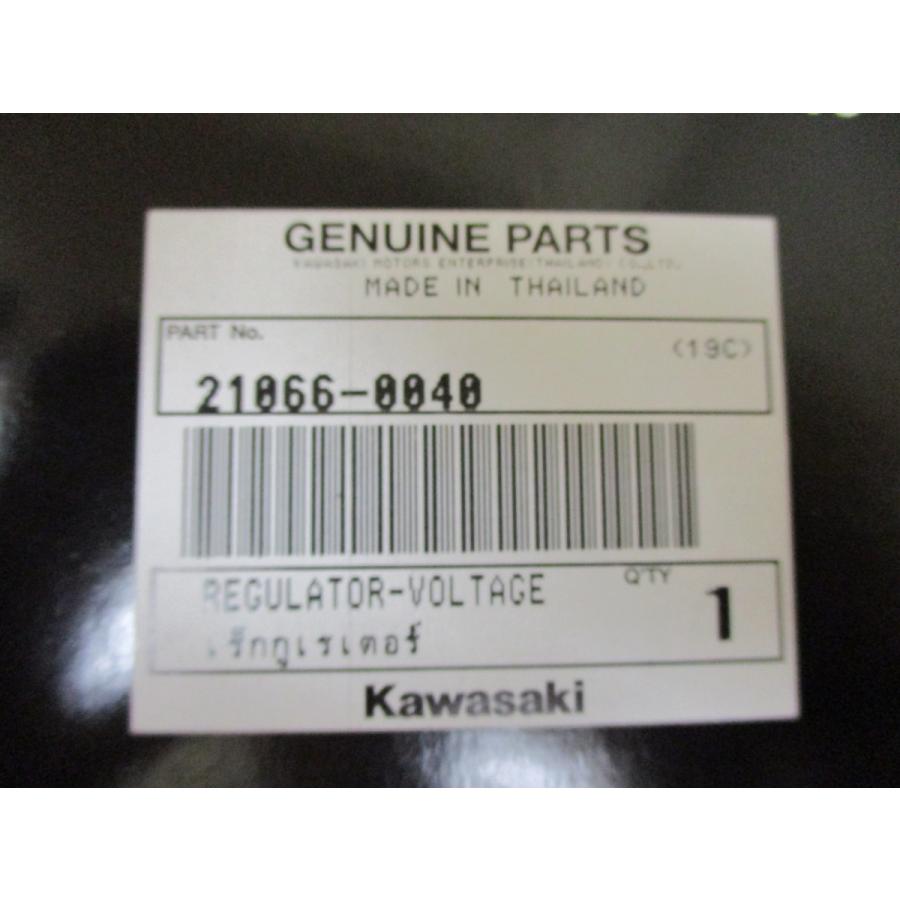 GENUINE PARTS
KAWASAKI MOTORS ENTERPRISE(THAILAND) CO.,LTD.
MADE IN THAILAND
PART No.
(19C)
21066-0040
REGULATOR-VOLTAGE
Q'TY
1
เร็กกูเรเตอร์
Kawasaki